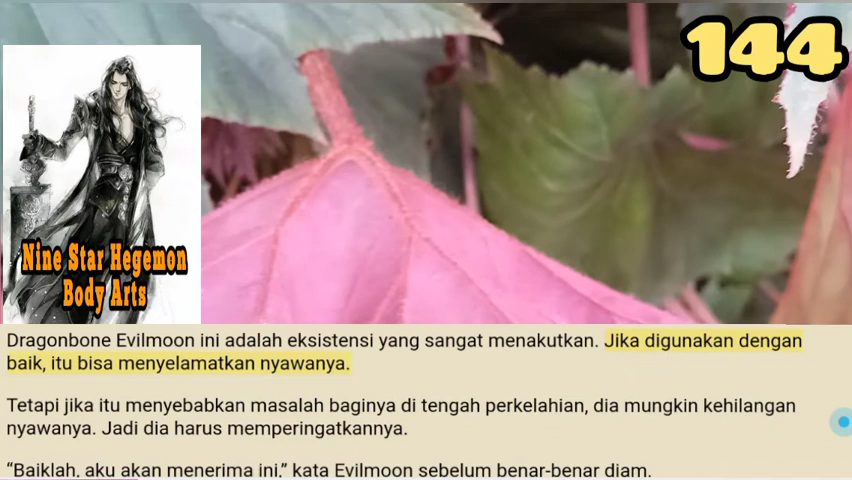 144
Nine Star Hegemon
Body Arts
Dragonbone Evilmoon ini adalah eksistensi yang sangat menakutkan. Jika digunakan dengan
baik, itu bisa menyelamatkan nyawanya.
Tetapi jika itu menyebabkan masalah baginya di tengah perkelahian, dia mungkin kehilangan
nyawanya. Jadi dia harus memperingatkannya.
“Baiklah, aku akan menerima ini,” kata Evilmoon sebelum benar-benar diam.